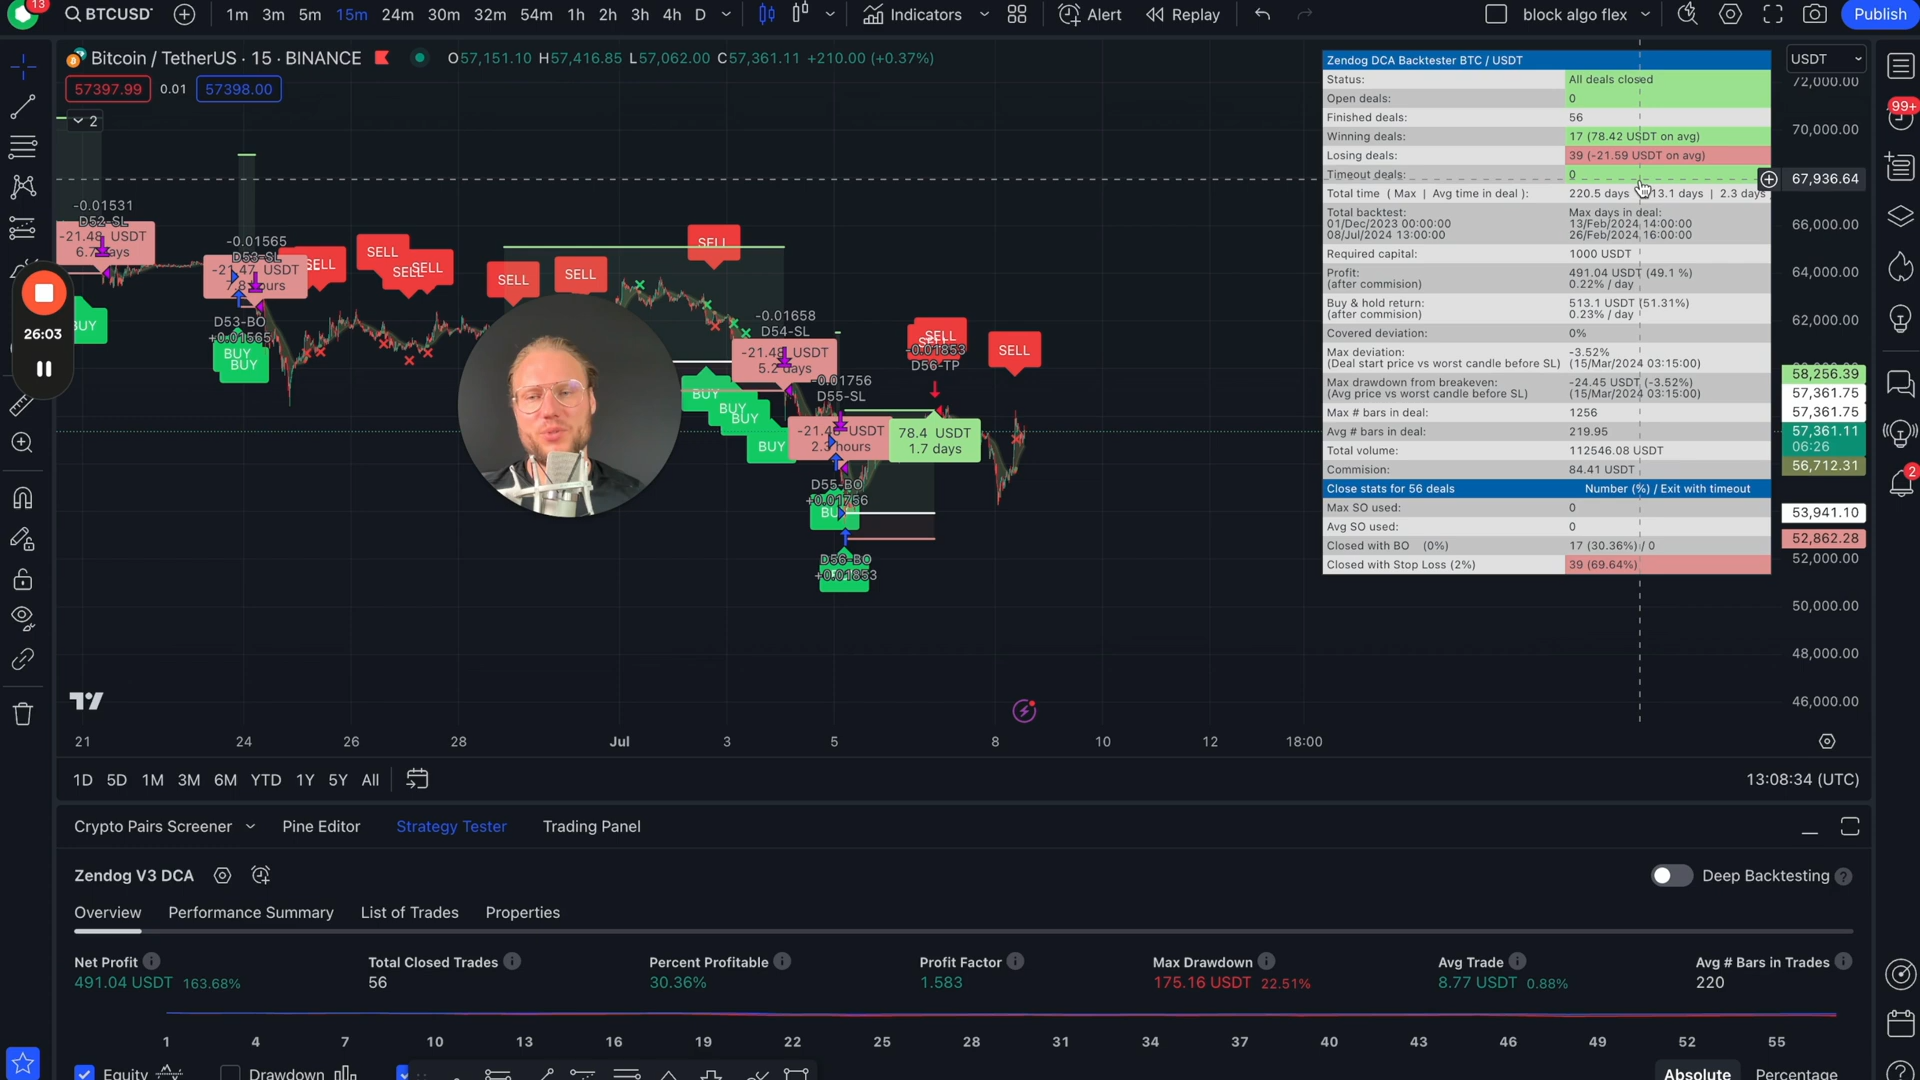 13
BTCUSD
1m 3m 5m 15m 24m 30m 32m 54m 1h 2h 3h 4h D
Indicators
Alert
Replay
block algo flex
Publish
Bitcoin / TetherUS · 15 · BINANCE
O57,151.10 H57,416.85 L57,062.00 C57,361.11 +210.00 (+0.37%)
57397.99
0.01
57398.00
2
26:03
-0.01531
D52-SL
-21.48 USDT
BUY
-0.01565
D53-SL
-21.47 USDT
D53-BO
+0.01565
BUY
BUY
SELL
SELL
SELL
SELL
SELL
SELL
BUY
BUY
BUY
BUY
-0.01658
D54-SL
-21.48 USDT
5.2 days
-0.01756
D55-SL
2.3 hours
D55-BO
+0.01756
D56-BO
+0.01853
SELL
-0.01853
D56-TP
78.4 USDT
1.7 days
SELL
Zendog DCA Backtester BTC / USDT
Status: All deals closed
Open deals: 0
Finished deals: 56
Winning deals: 17 (78.42 USDT on avg)
Losing deals: 39 (-21.59 USDT on avg)
Timeout deals: 0
Total time ( Max | Avg time in deal ): 220.5 days 13.1 days | 2.3 days
Total backtest: Max days in deal:
01/Dec/2023 00:00:00 13/Feb/2024 14:00:00
08/Jul/2024 13:00:00 26/Feb/2024 16:00:00
Required capital: 1000 USDT
Profit: 491.04 USDT (49.1 %)
(after commision) 0.22% / day
Buy & hold return: 513.1 USDT (51.31%)
(after commision) 0.23% / day
Covered deviation: 0%
Max deviation: -3.52%
(Deal start price vs worst candle before SL) (15/Mar/2024 03:15:00)
Max drawdown from breakeven: -24.45 USDT (-3.52%)
(Avg price vs worst candle before SL) (15/Mar/2024 03:15:00)
Max # bars in deal: 1256
Avg # bars in deal: 219.95
Total volume: 112546.08 USDT
Commision: 84.41 USDT
Close stats for 56 deals Number (%) / Exit with timeout
Max SO used: 0
Avg SO used: 0
Closed with BO (0%) 17 (30.36%) / 0
Closed with Stop Loss (2%) 39 (69.64%)
USDT
72,000.00
70,000.00
67,936.64
66,000.00
64,000.00
62,000.00
58,256.39
57,361.75
57,361.75
57,361.11
06:26
56,712.31
53,941.10
52,862.28
52,000.00
50,000.00
48,000.00
46,000.00
99+
2
21 24 26 28 Jul 3 5 8 10 12 18:00
1D 5D 1M 3M 6M YTD 1Y 5Y All
13:08:34 (UTC)
Crypto Pairs Screener
Pine Editor
Strategy Tester
Trading Panel
Zendog V3 DCA
Deep Backtesting
Overview
Performance Summary
List of Trades
Properties
Net Profit
491.04 USDT 163.68%
Total Closed Trades
56
Percent Profitable
30.36%
Profit Factor
1.583
Max Drawdown
175.16 USDT 22.51%
Avg Trade
8.77 USDT 0.88%
Avg # Bars in Trades
220
1 4 7 10 13 16 19 22 25 28 31 34 37 40 43 46 49 52 55
Equity
Drawdown
Absolute
Percentage